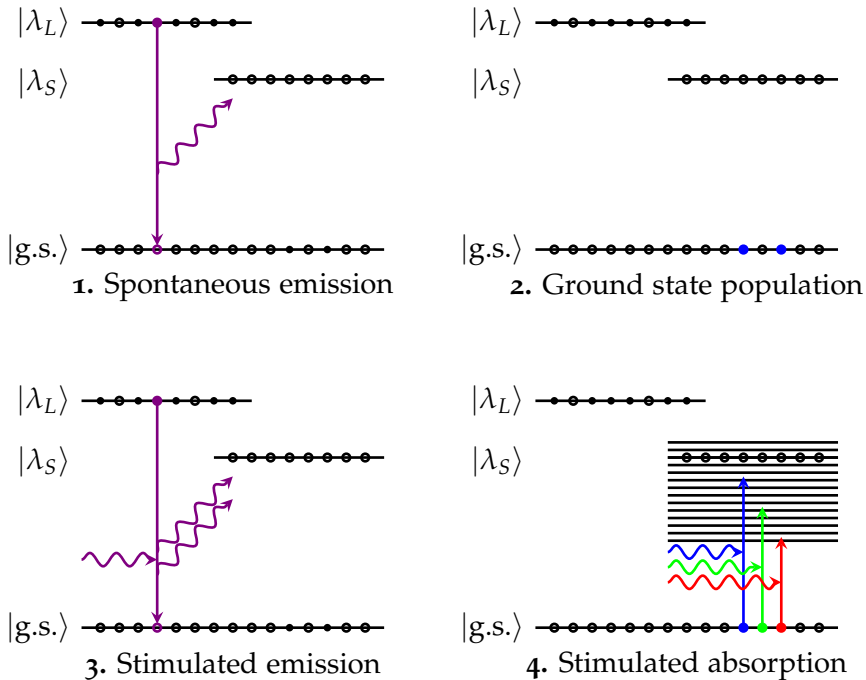 |λ_L⟩
|λ_S⟩
|g.s.⟩
1. Spontaneous emission
|λ_L⟩
|λ_S⟩
|g.s.⟩
2. Ground state population
|λ_L⟩
|λ_S⟩
|g.s.⟩
3. Stimulated emission
|λ_L⟩
|λ_S⟩
|g.s.⟩
4. Stimulated absorption